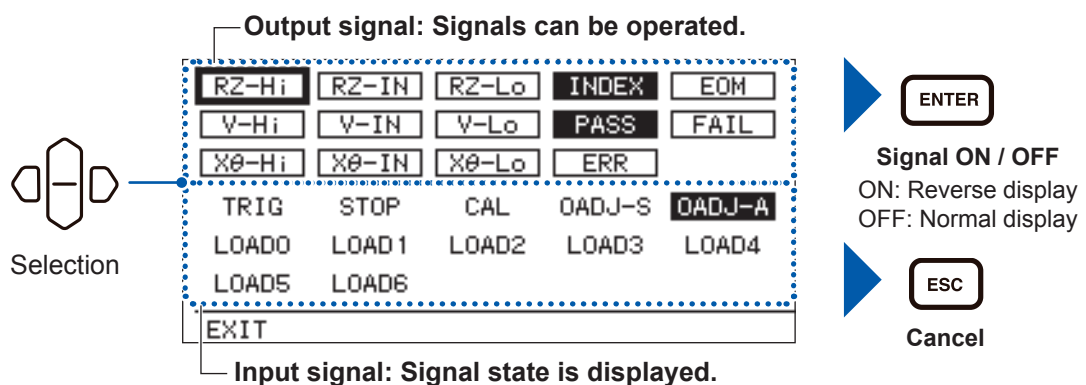 Output signal: Signals can be operated.
RZ-Hi RZ-IN RZ-Lo INDEX EOM
V-Hi V-IN V-Lo PASS FAIL
Xθ-Hi Xθ-IN Xθ-Lo ERR
TRIG STOP CAL OADJ-S OADJ-A
LOAD0 LOAD1 LOAD2 LOAD3 LOAD4
LOAD5 LOAD6
EXIT
Input signal: Signal state is displayed.
Selection
ENTER
Signal ON / OFF
ON: Reverse display
OFF: Normal display
ESC
Cancel